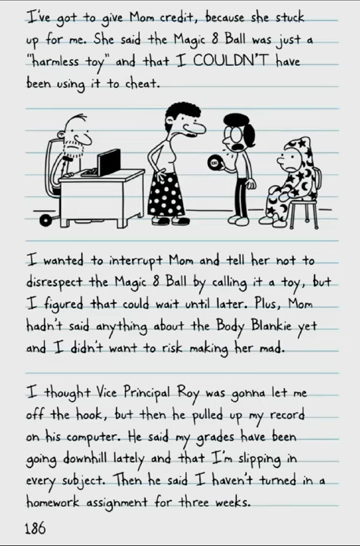 I've got to give Mom credit, because she stuck
up for me. She said the Magic 8 Ball was just a
"harmless toy" and that I COULDN'T have
been using it to cheat.
I wanted to interrupt Mom and tell her not to
disrespect the Magic 8 Ball by calling it a toy, but
I figured that could wait until later. Plus, Mom
hadn't said anything about the Body Blankie yet
and I didn't want to risk making her mad.
I thought Vice Principal Roy was gonna let me
off the hook, but then he pulled up my record
on his computer. He said my grades have been
going downhill lately and that I'm slipping in
every subject. Then he said I haven't turned in a
homework assignment for three weeks.
186